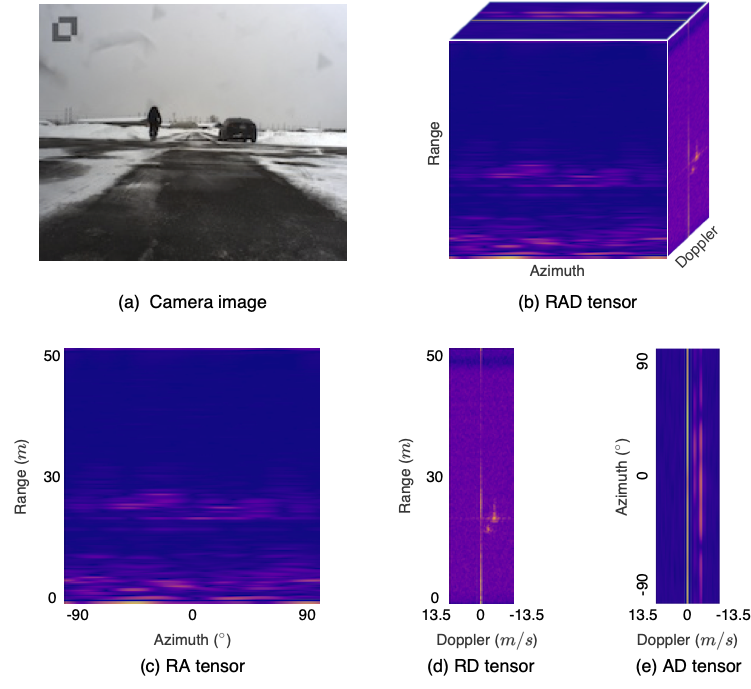 Range
Azimuth
Doppler
(a) Camera image
(b) RAD tensor
50
30
0
Range (m)
-90
0
90
Azimuth (°)
(c) RA tensor
50
30
0
Range (m)
13.5
0
-13.5
Doppler (m/s)
(d) RD tensor
90
0
-90
Azimuth (°)
13.5
0
-13.5
Doppler (m/s)
(e) AD tensor